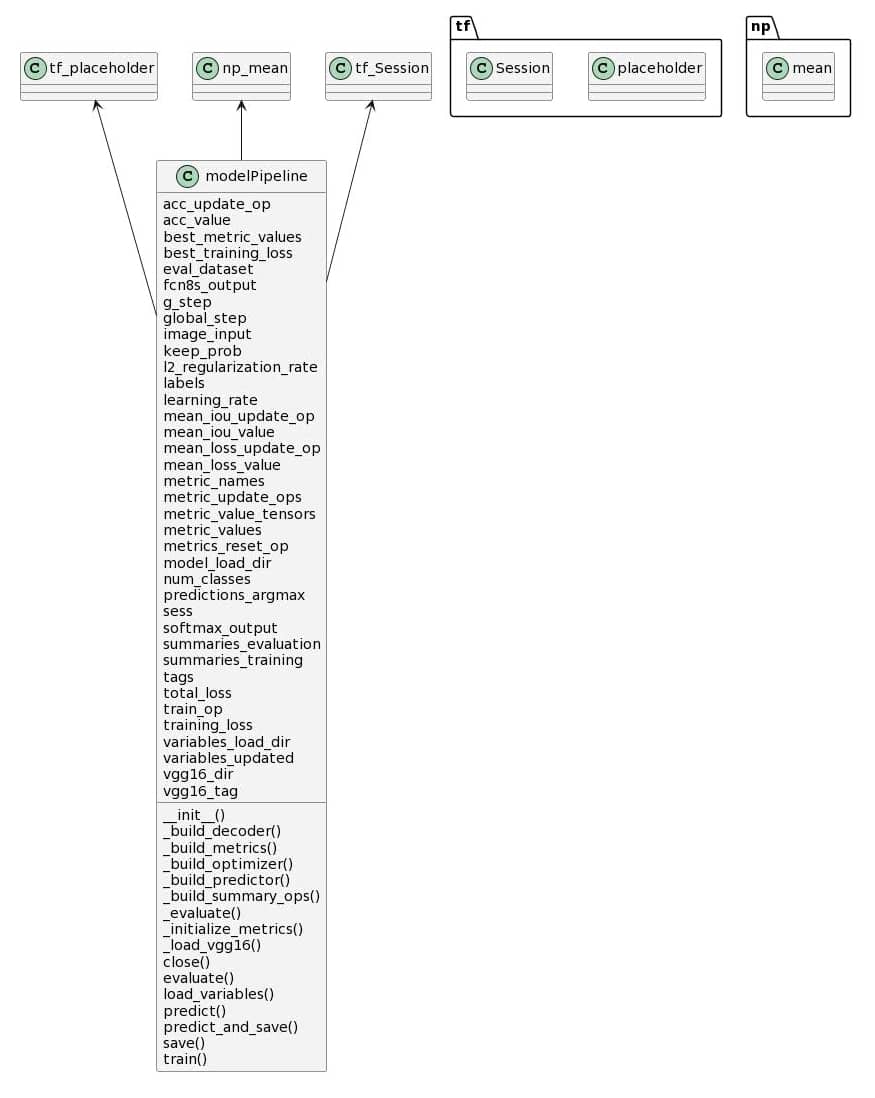 tf
np
C tf_placeholder
C np_mean
C tf_Session
C Session
C placeholder
C mean
C modelPipeline
acc_update_op
acc_value
best_metric_values
best_training_loss
eval_dataset
fcn8s_output
g_step
global_step
image_input
keep_prob
l2_regularization_rate
labels
learning_rate
mean_iou_update_op
mean_iou_value
mean_loss_update_op
mean_loss_value
metric_names
metric_update_ops
metric_value_tensors
metric_values
metrics_reset_op
model_load_dir
num_classes
predictions_argmax
sess
softmax_output
summaries_evaluation
summaries_training
tags
total_loss
train_op
training_loss
variables_load_dir
variables_updated
vgg16_dir
vgg16_tag
__init__()
_build_decoder()
_build_metrics()
_build_optimizer()
_build_predictor()
_build_summary_ops()
_evaluate()
_initialize_metrics()
_load_vgg16()
close()
evaluate()
load_variables()
predict()
predict_and_save()
save()
train()